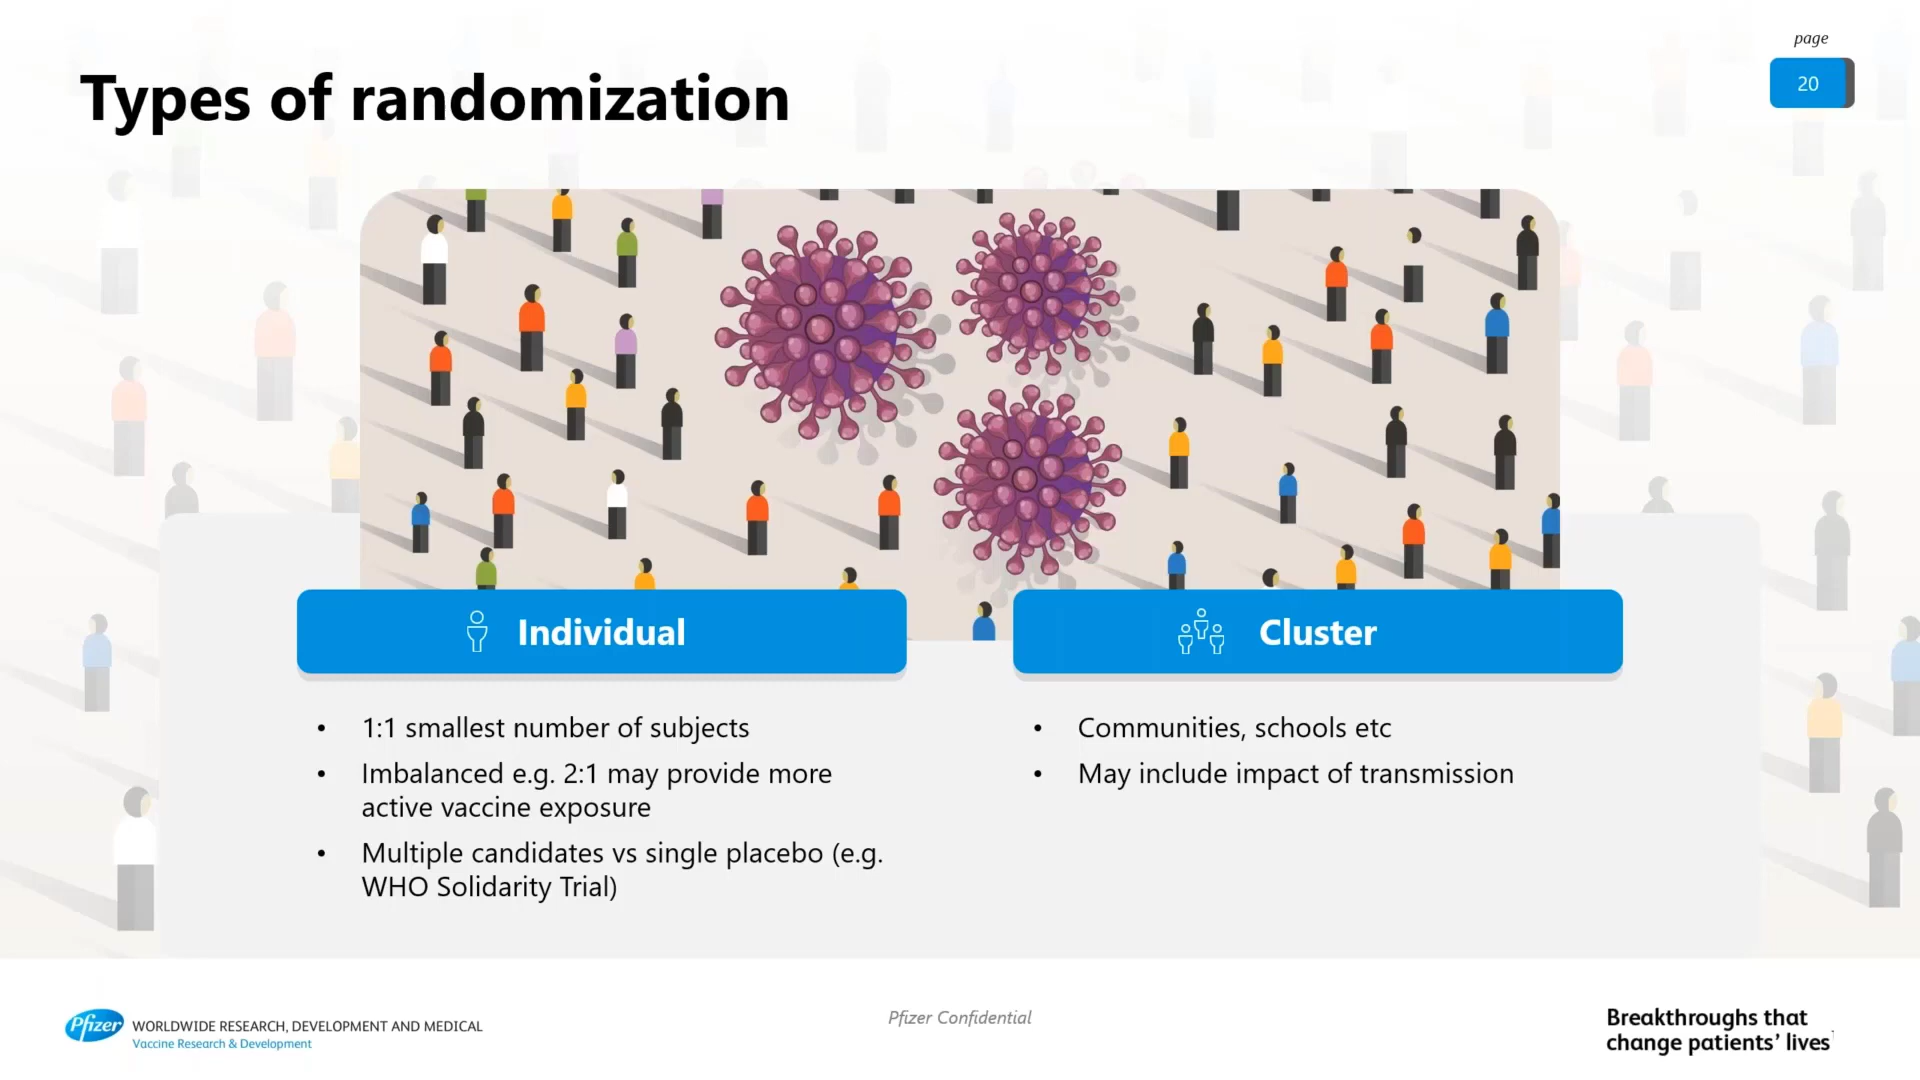 page
20
Types of randomization
Individual
• 1:1 smallest number of subjects
• Imbalanced e.g. 2:1 may provide more
active vaccine exposure
• Multiple candidates vs single placebo (e.g.
WHO Solidarity Trial)
Cluster
• Communities, schools etc
• May include impact of transmission
Pfizer
WORLDWIDE RESEARCH, DEVELOPMENT AND MEDICAL
Vaccine Research & Development
Pfizer Confidential
Breakthroughs that
change patients’ lives